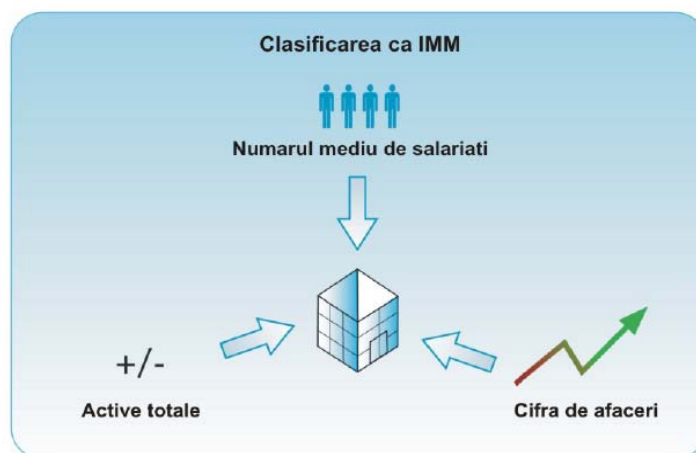 Clasificarea ca IMM
Numarul mediu de salariati
+/-
Active totale
Cifra de afaceri